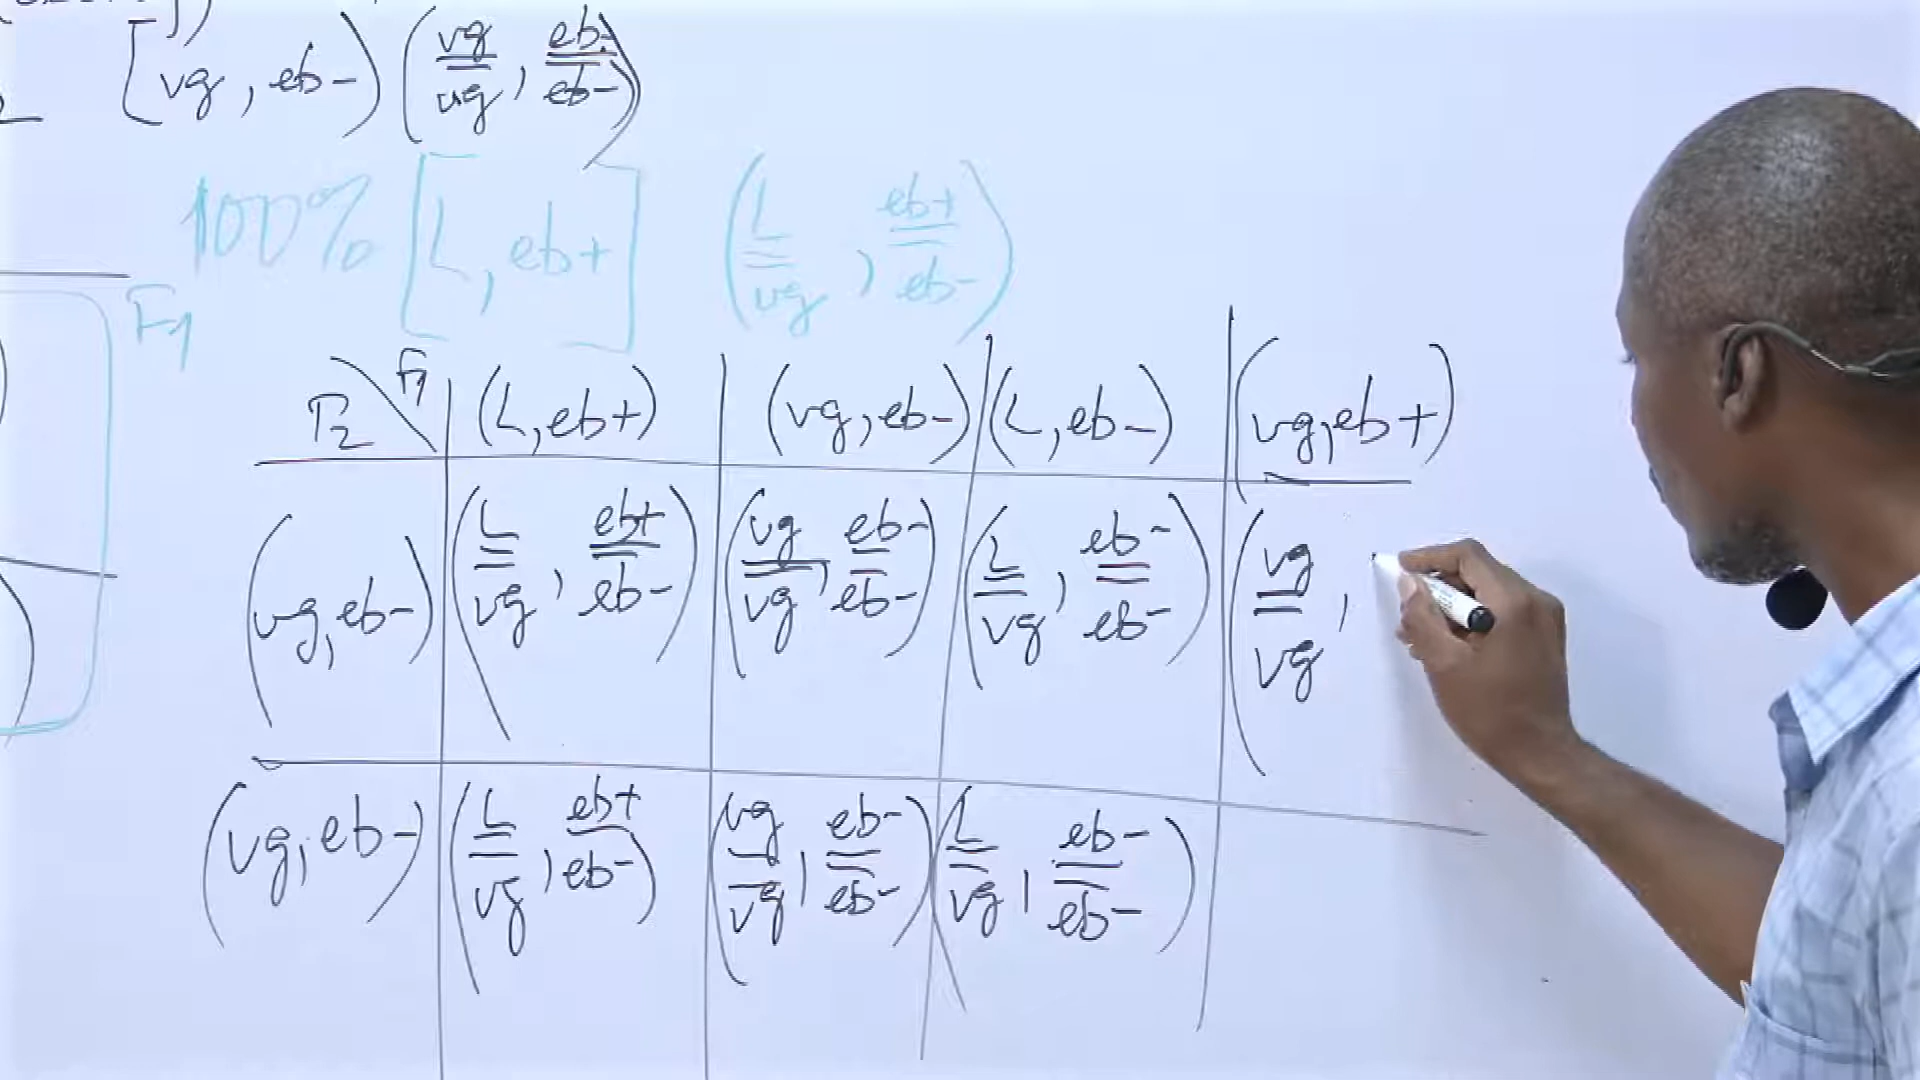 [vg, eb-) (vg/vg, eb-/eb-)
100% [L, eb+] (L/vg, eb+/eb-)
F1
F2 \ F1 (L, eb+) (vg, eb-) (L, eb-) (vg, eb+)
(vg, eb-) (L/vg, eb+/eb-) (vg/vg, eb-/eb-) (L/vg, eb-/eb-) (vg/vg,
(vg, eb-) (L/vg, eb+/eb-) (vg/vg, eb-/eb-) (L/vg, eb-/eb-)